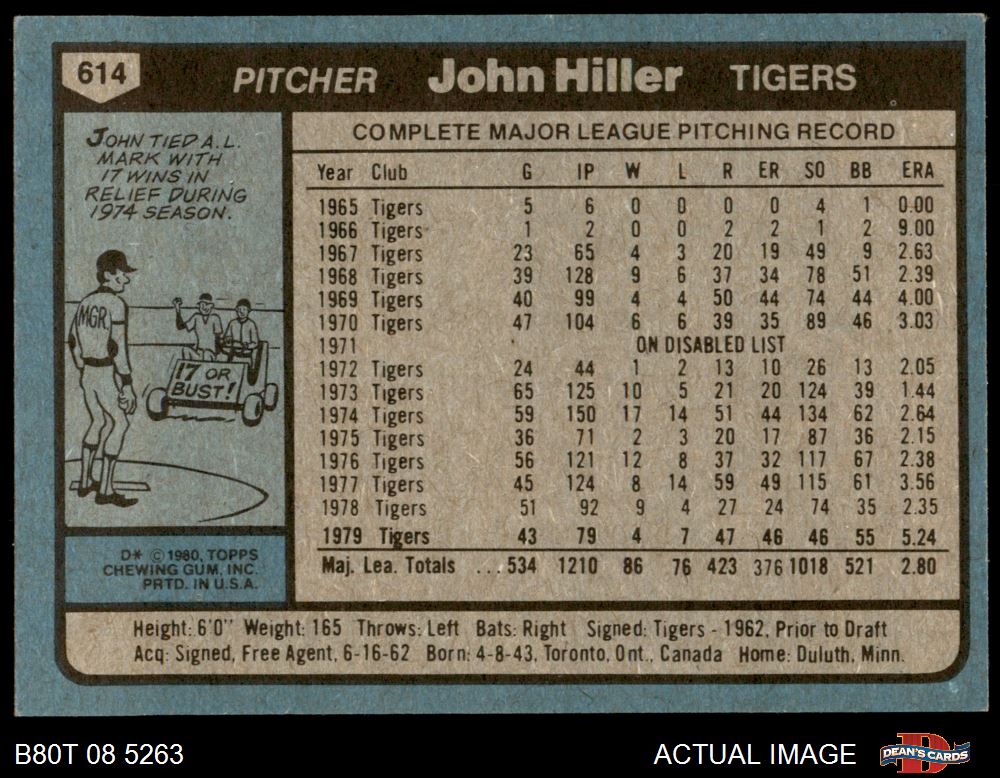 614
PITCHER John Hiller TIGERS
JOHN TIED A.L.
MARK WITH
17 WINS IN
RELIEF DURING
1974 SEASON.
MGR.
17 OR
BUST!
D* © 1980, TOPPS
CHEWING GUM, INC.
PRTD. IN U.S.A.
COMPLETE MAJOR LEAGUE PITCHING RECORD
Year Club G IP W L R ER SO BB ERA
1965 Tigers 5 6 0 0 0 0 4 1 0.00
1966 Tigers 1 2 0 0 2 2 1 2 9.00
1967 Tigers 23 65 4 3 20 19 49 9 2.63
1968 Tigers 39 128 9 6 37 34 78 51 2.39
1969 Tigers 40 99 4 4 50 44 74 44 4.00
1970 Tigers 47 104 6 6 39 35 89 46 3.03
1971 ON DISABLED LIST
1972 Tigers 24 44 1 2 13 10 26 13 2.05
1973 Tigers 65 125 10 5 21 20 124 39 1.44
1974 Tigers 59 150 17 14 51 44 134 62 2.64
1975 Tigers 36 71 2 3 20 17 87 36 2.15
1976 Tigers 56 121 12 8 37 32 117 67 2.38
1977 Tigers 45 124 8 14 59 49 115 61 3.56
1978 Tigers 51 92 9 4 27 24 74 35 2.35
1979 Tigers 43 79 4 7 47 46 46 55 5.24
Maj. Lea. Totals ... 534 1210 86 76 423 376 1018 521 2.80
Height: 6'0" Weight: 165 Throws: Left Bats: Right Signed: Tigers - 1962, Prior to Draft
Acq: Signed, Free Agent, 6-16-62 Born: 4-8-43, Toronto, Ont., Canada Home: Duluth, Minn.
B80T 08 5263
ACTUAL IMAGE
DEAN'S CARDS